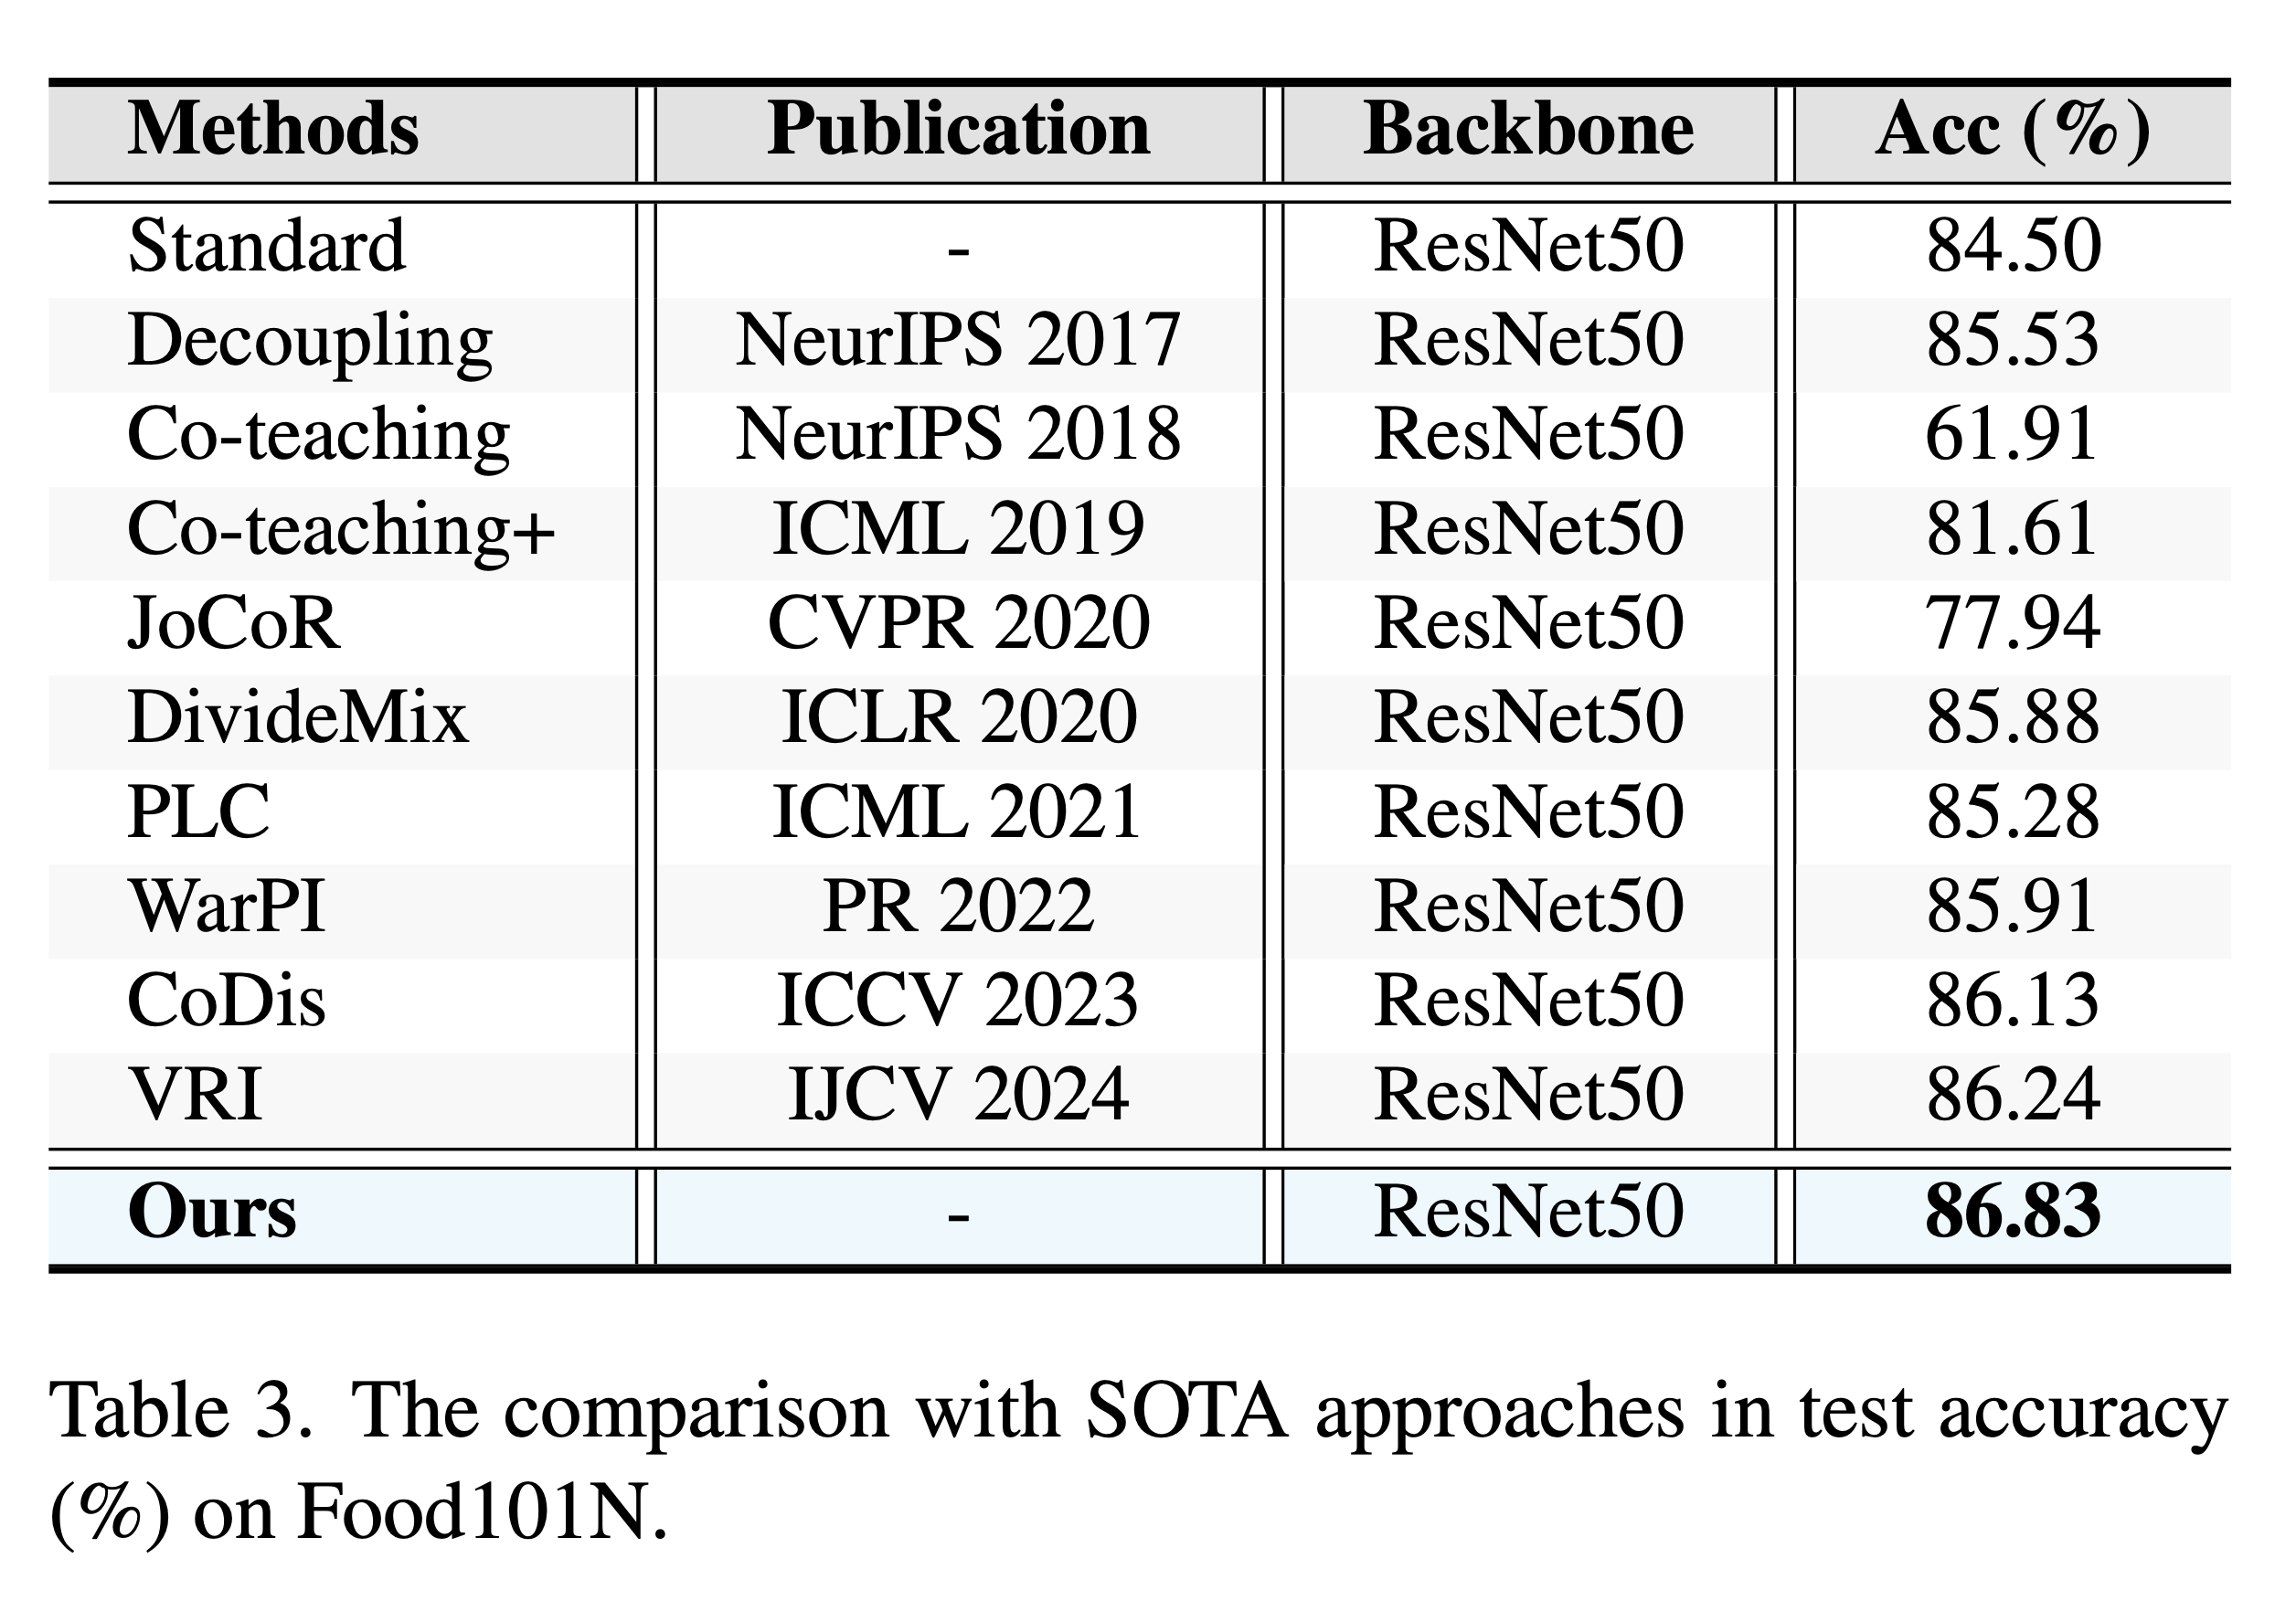 Methods Publication Backbone Acc (%)
Standard - ResNet50 84.50
Decoupling NeurIPS 2017 ResNet50 85.53
Co-teaching NeurIPS 2018 ResNet50 61.91
Co-teaching+ ICML 2019 ResNet50 81.61
JoCoR CVPR 2020 ResNet50 77.94
DivideMix ICLR 2020 ResNet50 85.88
PLC ICML 2021 ResNet50 85.28
WarPI PR 2022 ResNet50 85.91
CoDis ICCV 2023 ResNet50 86.13
VRI IJCV 2024 ResNet50 86.24
Ours - ResNet50 86.83
Table 3. The comparison with SOTA approaches in test accuracy
(%) on Food101N.